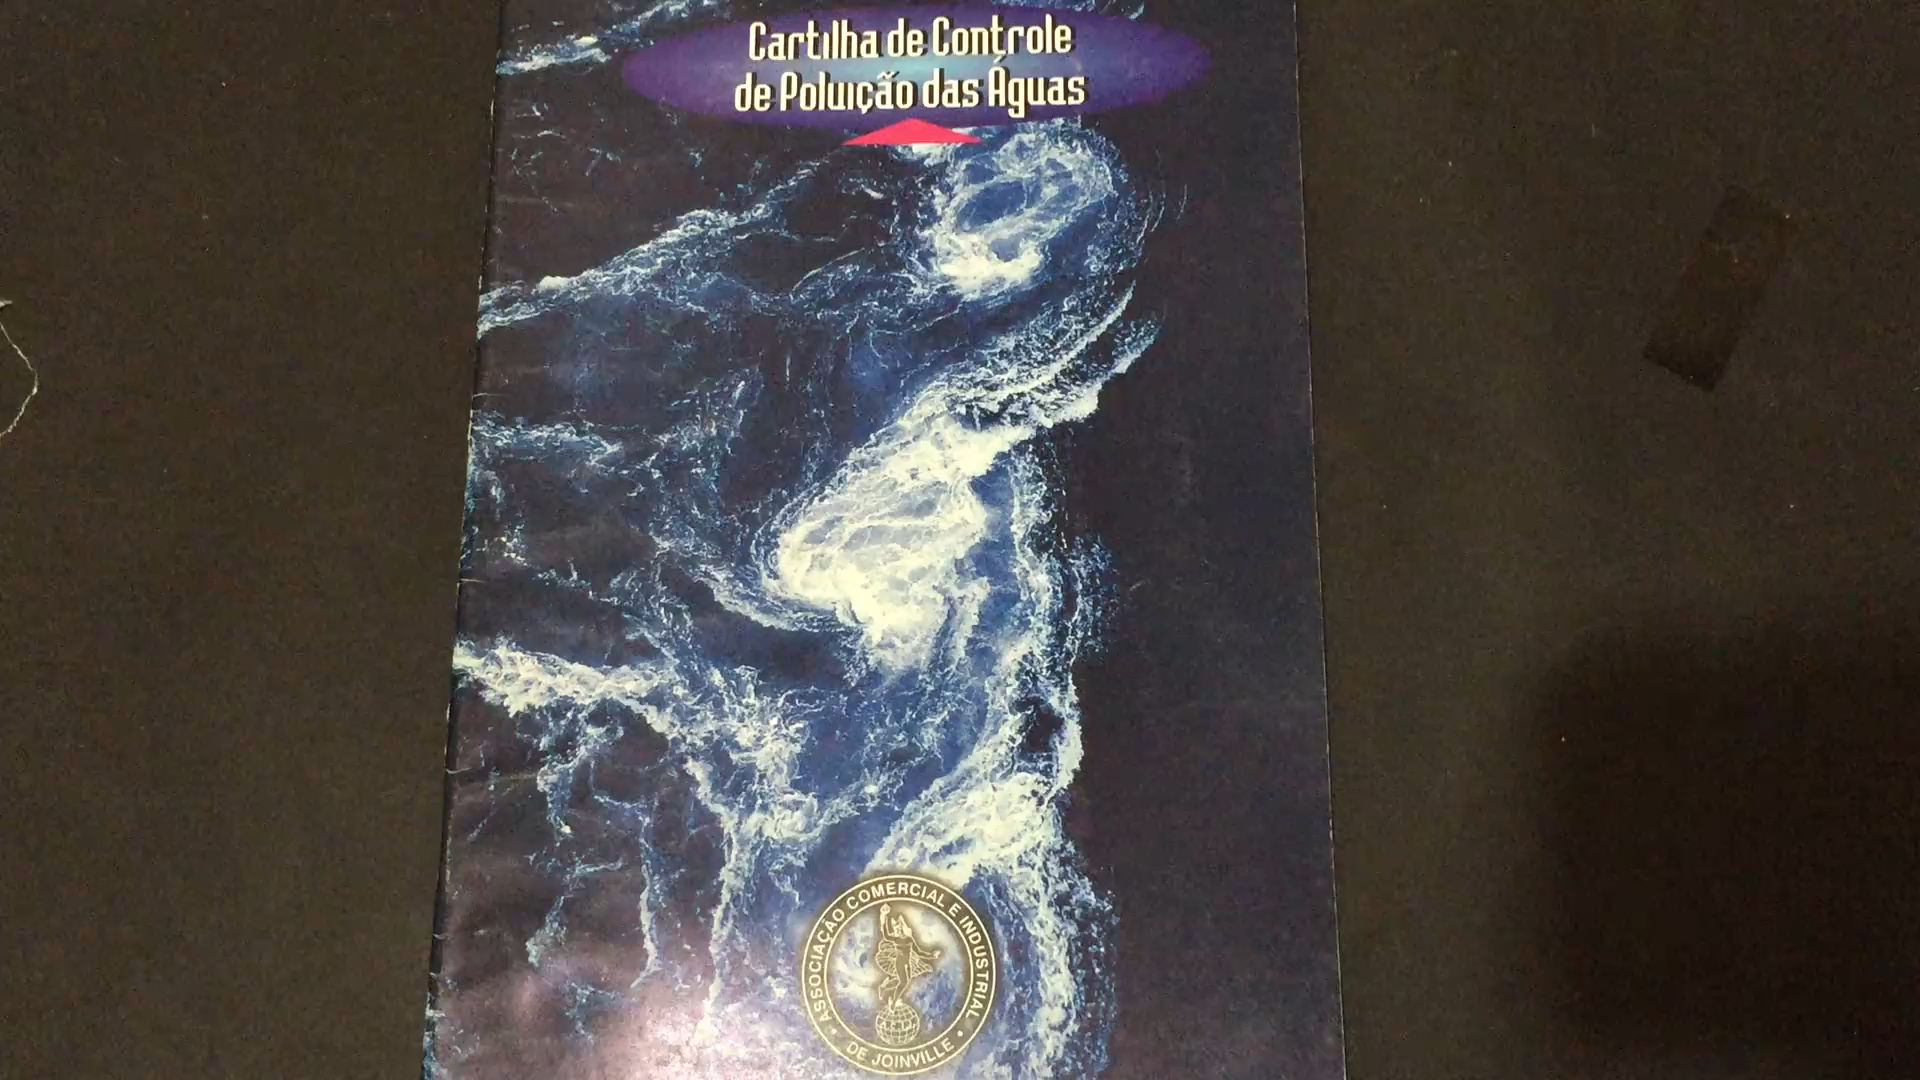 Cartilha de Controle
de Poluição das Águas
ASSOCIAÇÃO COMERCIAL E INDUSTRIAL
DE JOINVILLE